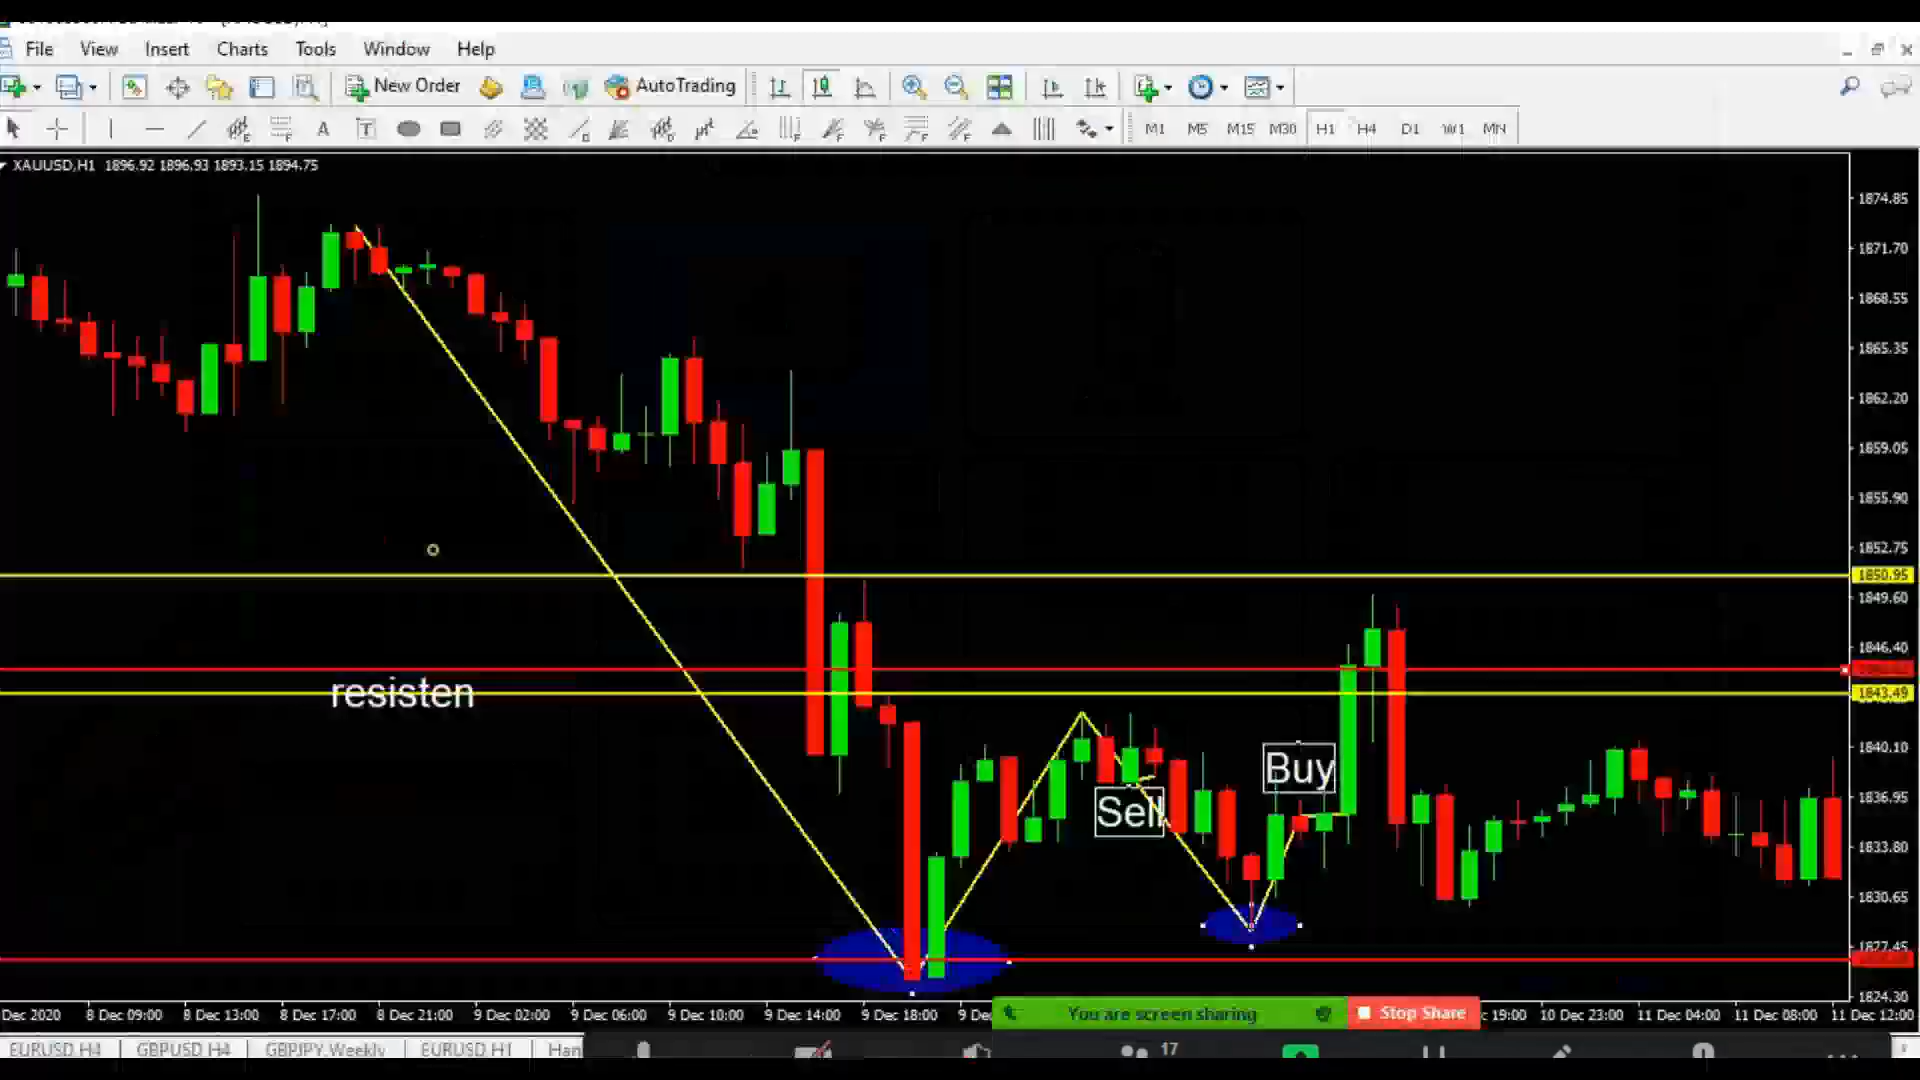 File View Insert Charts Tools Window Help
New Order AutoTrading
M1 M5 M15 M30 H1 H4 D1 W1 MN
XAUUSD,H1 1896.92 1896.93 1893.15 1894.75
1874.85
1871.70
1868.55
1865.35
1862.20
1859.05
1855.90
1852.75
1850.95
1849.60
1846.40
resisten
1843.49
1840.10
Buy
1836.95
Sell
1833.80
1830.65
1827.45
1824.30
Dec 2020 8 Dec 09:00 8 Dec 13:00 8 Dec 17:00 8 Dec 21:00 9 Dec 02:00 9 Dec 06:00 9 Dec 10:00 9 Dec 14:00 9 Dec 18:00 9 Dec
You are screen sharing Stop Share
19:00 10 Dec 23:00 11 Dec 04:00 11 Dec 08:00 11 Dec 12:00
EURUSD H4 GBPUSD H4 GBPJPY,Weekly EURUSD H1 Han
17